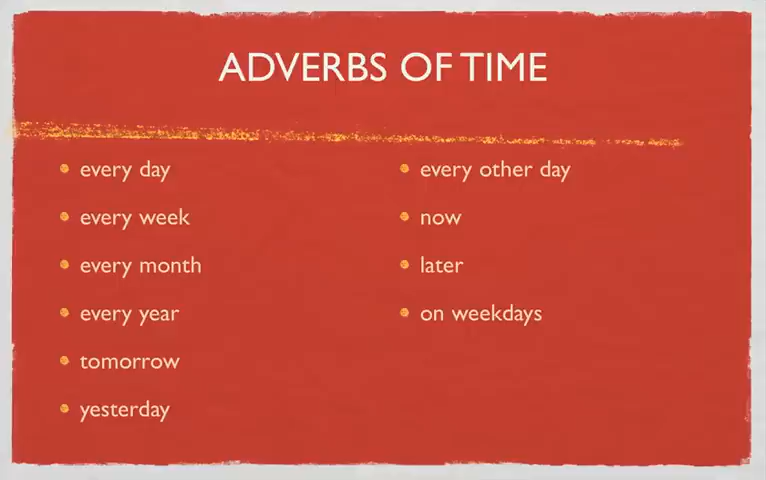 ADVERBS OF TIME
every day
every week
every month
every year
tomorrow
yesterday
every other day
now
later
on weekdays